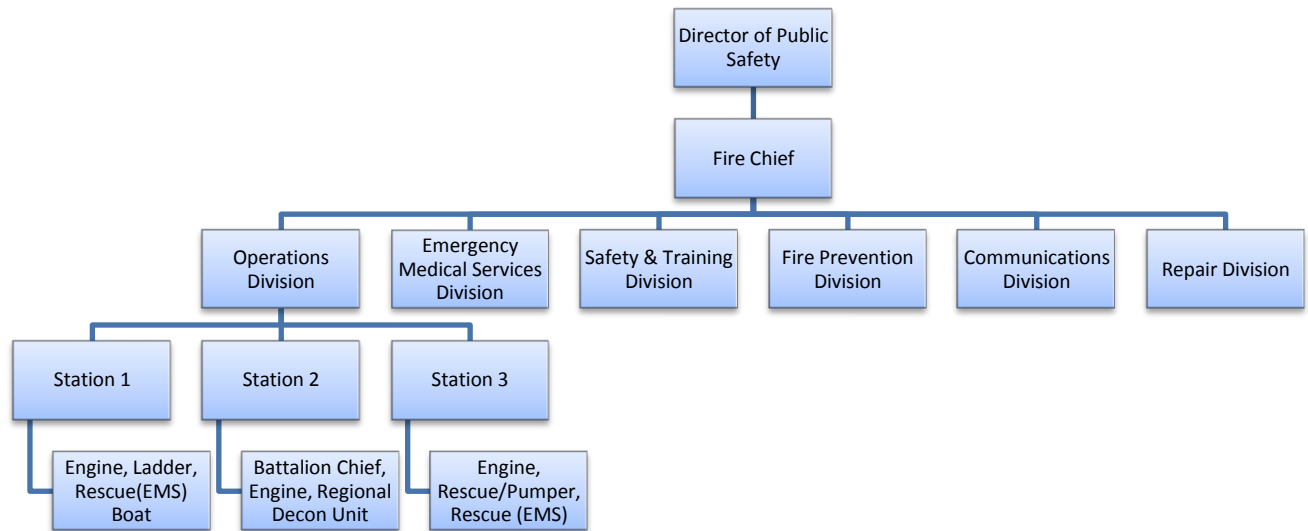 Director of Public
Safety
Fire Chief
Operations
Division
Emergency
Medical Services
Division
Safety & Training
Division
Fire Prevention
Division
Communications
Division
Repair Division
Station 1
Station 2
Station 3
Engine, Ladder,
Rescue(EMS)
Boat
Battalion Chief,
Engine, Regional
Decon Unit
Engine,
Rescue/Pumper,
Rescue (EMS)